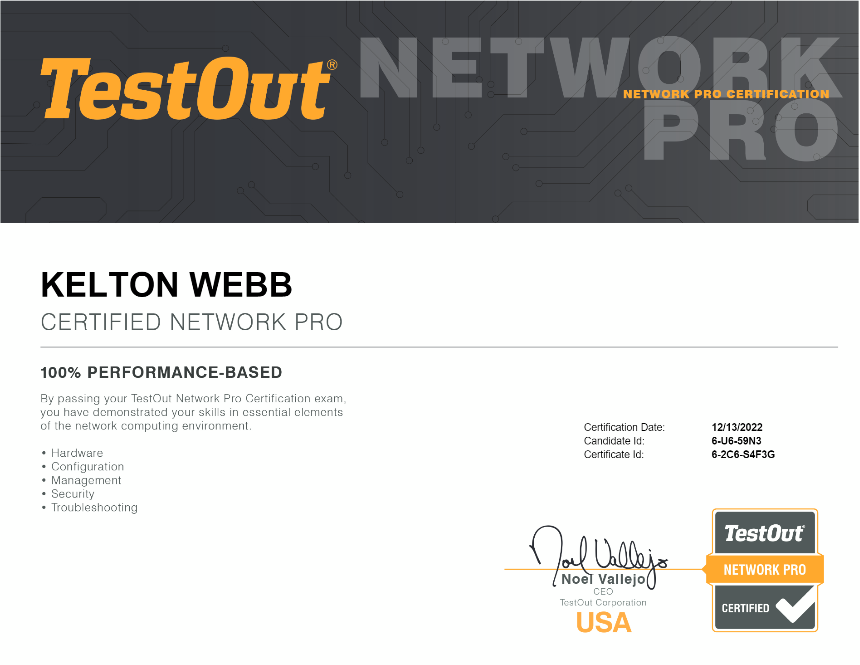 TestOut®
NETWORK
NETWORK PRO CERTIFICATION
PRO
KELTON WEBB
CERTIFIED NETWORK PRO
100% PERFORMANCE-BASED
By passing your TestOut Network Pro Certification exam,
you have demonstrated your skills in essential elements
of the network computing environment.
• Hardware
• Configuration
• Management
• Security
• Troubleshooting
Certification Date: 12/13/2022
Candidate Id: 6-U6-59N3
Certificate Id: 6-2C6-S4F3G
Noel Vallejo
Noel Vallejo
CEO
TestOut Corporation
USA
TestOut
NETWORK PRO
CERTIFIED